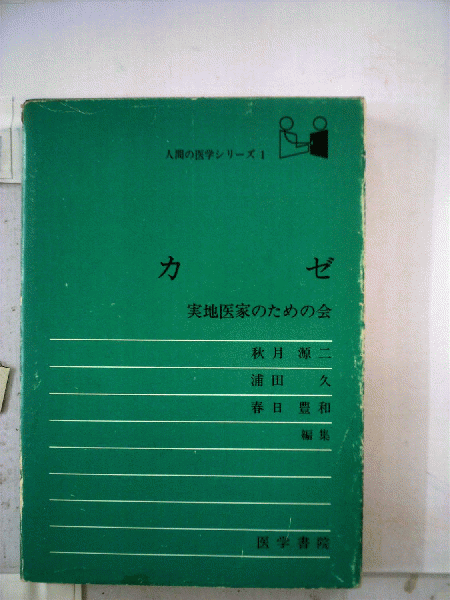 人間の医学シリーズ 1
カゼ
実地医家のための会
秋月 源二
浦田 久
春日 豊和
編集
医学書院